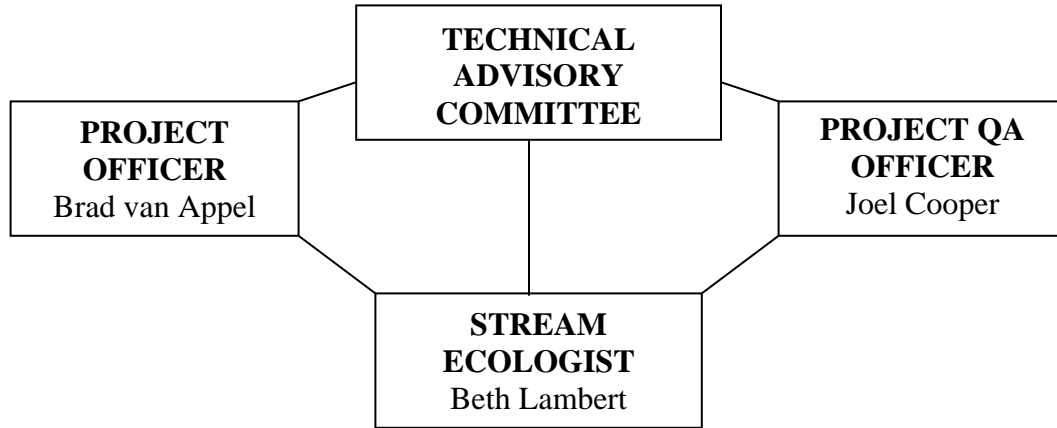 TECHNICAL
ADVISORY
COMMITTEE
PROJECT
OFFICER
Brad van Appel
PROJECT QA
OFFICER
Joel Cooper
STREAM
ECOLOGIST
Beth Lambert